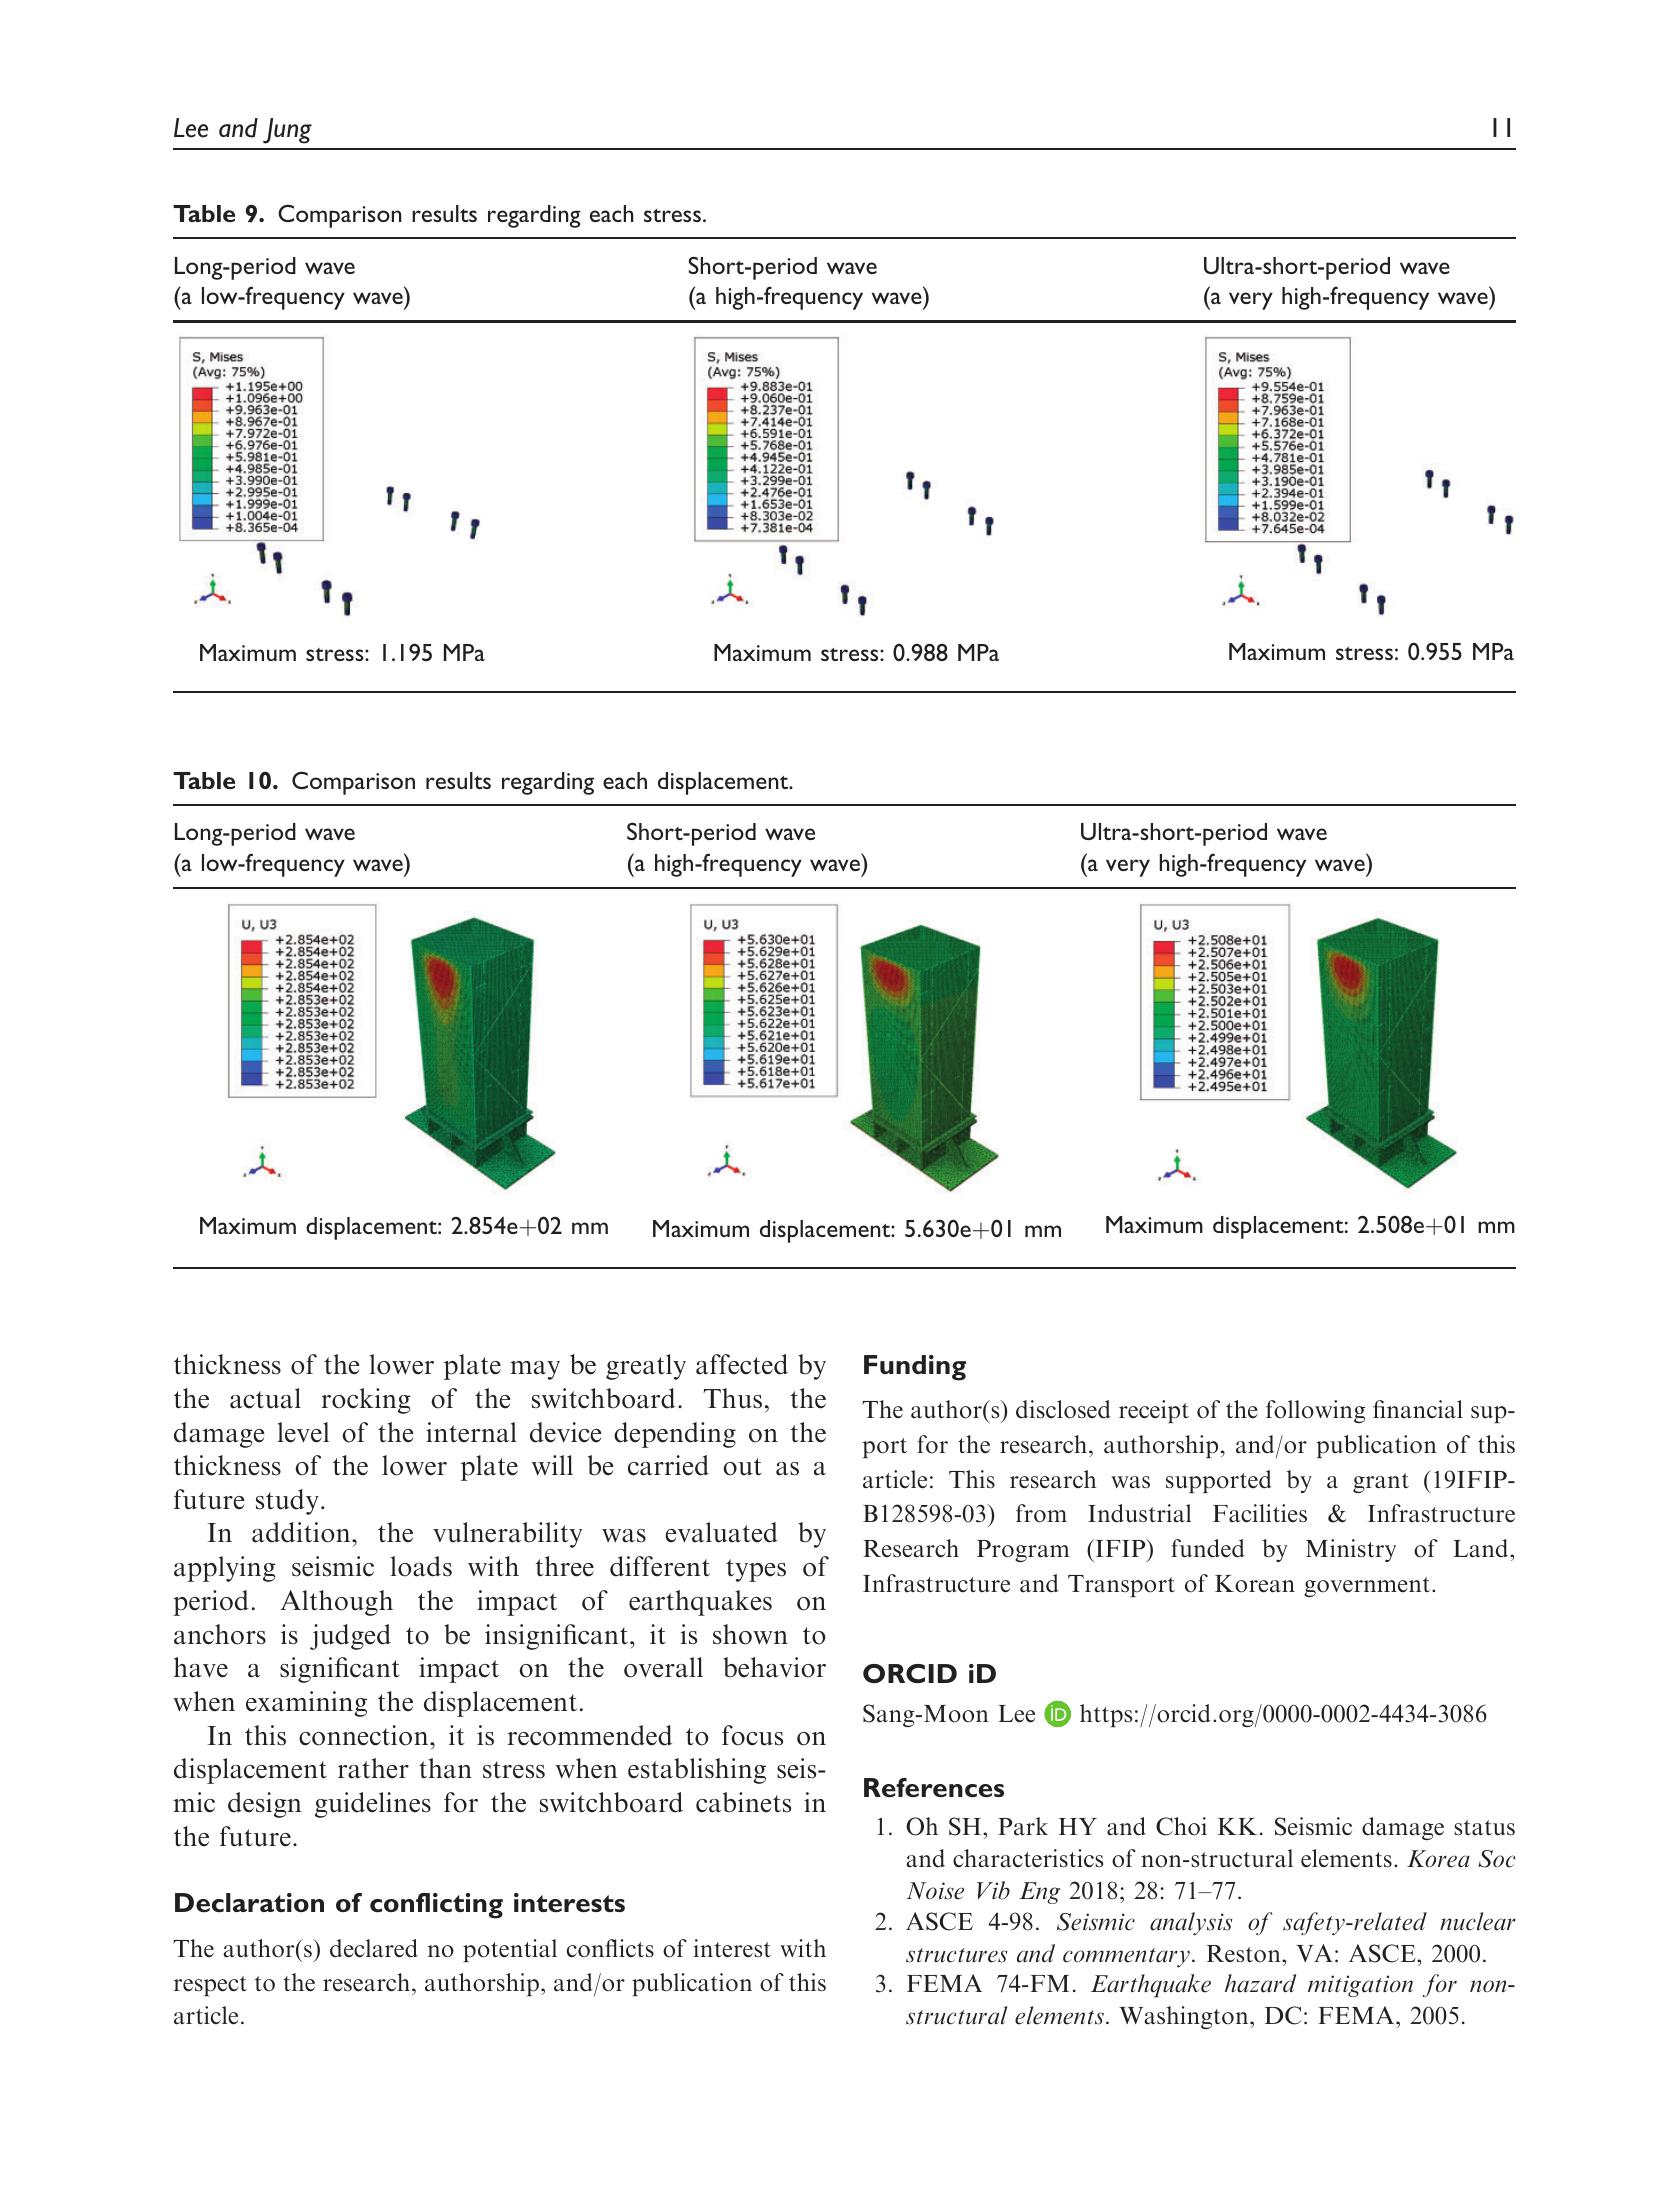 Lee and Jung
11
Table 9. Comparison results regarding each stress.
Long-period wave
(a low-frequency wave)
Short-period wave
(a high-frequency wave)
Ultra-short-period wave
(a very high-frequency wave)
S, Mises
(Avg: 75%)
+1.195e+00
+1.096e+00
+9.963e-01
+8.967e-01
+7.972e-01
+6.976e-01
+5.981e-01
+4.985e-01
+3.990e-01
+2.995e-01
+1.999e-01
+1.004e-01
+8.365e-04
Maximum stress: 1.195 MPa
S, Mises
(Avg: 75%)
+9.883e-01
+9.060e-01
+8.237e-01
+7.414e-01
+6.591e-01
+5.768e-01
+4.945e-01
+4.122e-01
+3.299e-01
+2.476e-01
+1.653e-01
+8.303e-02
+7.381e-04
Maximum stress: 0.988 MPa
S, Mises
(Avg: 75%)
+9.554e-01
+8.759e-01
+7.963e-01
+7.168e-01
+6.372e-01
+5.576e-01
+4.781e-01
+3.985e-01
+3.190e-01
+2.394e-01
+1.599e-01
+8.032e-02
+7.645e-04
Maximum stress: 0.955 MPa
Table 10. Comparison results regarding each displacement.
Long-period wave
(a low-frequency wave)
Short-period wave
(a high-frequency wave)
Ultra-short-period wave
(a very high-frequency wave)
U, U3
+2.854e+02
+2.854e+02
+2.854e+02
+2.854e+02
+2.854e+02
+2.853e+02
+2.853e+02
+2.853e+02
+2.853e+02
+2.853e+02
+2.853e+02
+2.853e+02
+2.853e+02
Maximum displacement: 2.854e+02 mm
U, U3
+5.630e+01
+5.629e+01
+5.628e+01
+5.627e+01
+5.626e+01
+5.625e+01
+5.623e+01
+5.622e+01
+5.621e+01
+5.620e+01
+5.619e+01
+5.618e+01
+5.617e+01
Maximum displacement: 5.630e+01 mm
U, U3
+2.508e+01
+2.507e+01
+2.506e+01
+2.505e+01
+2.503e+01
+2.502e+01
+2.501e+01
+2.500e+01
+2.499e+01
+2.498e+01
+2.497e+01
+2.496e+01
+2.495e+01
Maximum displacement: 2.508e+01 mm
thickness of the lower plate may be greatly affected by
the actual rocking of the switchboard. Thus, the
damage level of the internal device depending on the
thickness of the lower plate will be carried out as a
future study.
In addition, the vulnerability was evaluated by
applying seismic loads with three different types of
period. Although the impact of earthquakes on
anchors is judged to be insignificant, it is shown to
have a significant impact on the overall behavior
when examining the displacement.
In this connection, it is recommended to focus on
displacement rather than stress when establishing seis-
mic design guidelines for the switchboard cabinets in
the future.
Declaration of conflicting interests
The author(s) declared no potential conflicts of interest with
respect to the research, authorship, and/or publication of this
article.
Funding
The author(s) disclosed receipt of the following financial sup-
port for the research, authorship, and/or publication of this
article: This research was supported by a grant (19IFIP-
B128598-03) from Industrial Facilities & Infrastructure
Research Program (IFIP) funded by Ministry of Land,
Infrastructure and Transport of Korean government.
ORCID iD
Sang-Moon Lee iD https://orcid.org/0000-0002-4434-3086
References
1. Oh SH, Park HY and Choi KK. Seismic damage status
and characteristics of non-structural elements. Korea Soc
Noise Vib Eng 2018; 28: 71–77.
2. ASCE 4-98. Seismic analysis of safety-related nuclear
structures and commentary. Reston, VA: ASCE, 2000.
3. FEMA 74-FM. Earthquake hazard mitigation for non-
structural elements. Washington, DC: FEMA, 2005.